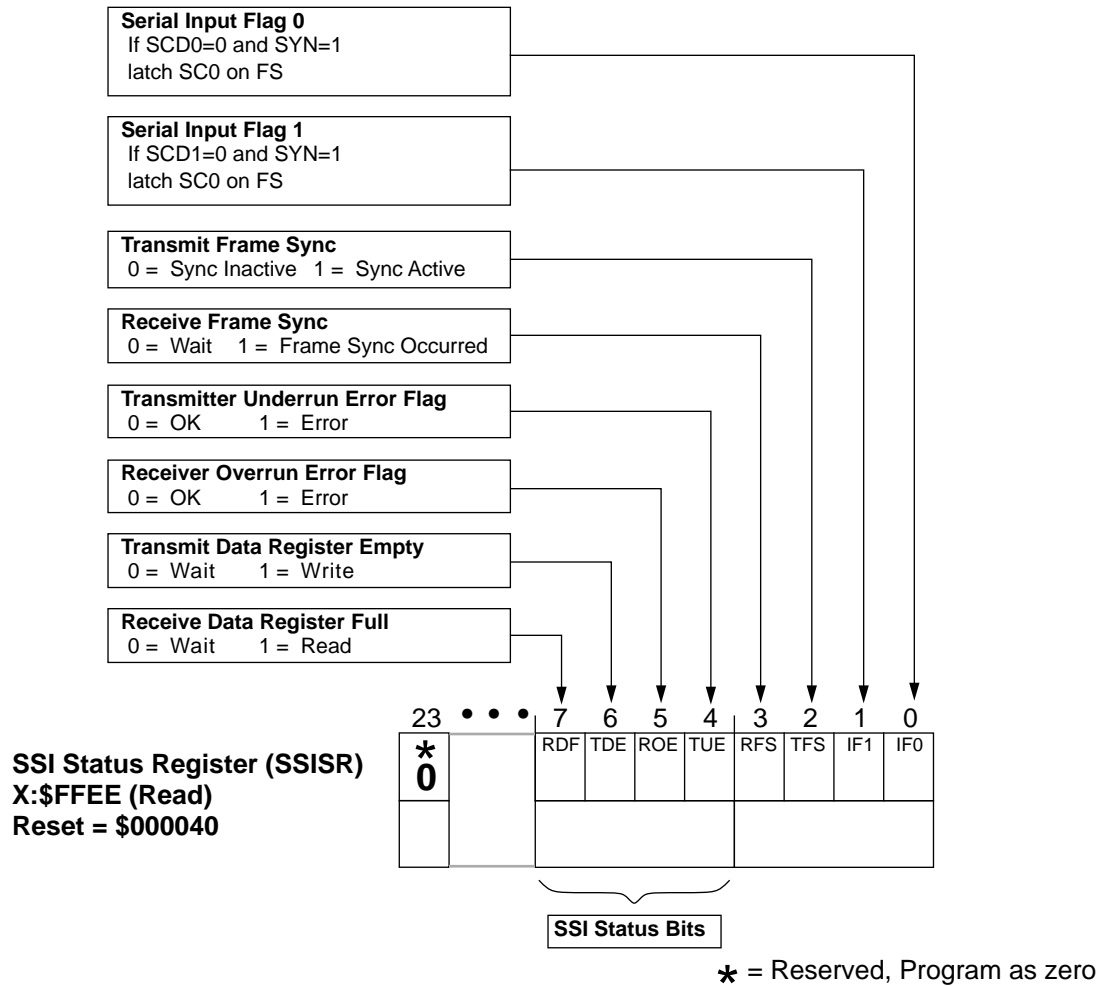 Serial Input Flag 0
If SCD0=0 and SYN=1
latch SC0 on FS
Serial Input Flag 1
If SCD1=0 and SYN=1
latch SC0 on FS
Transmit Frame Sync
0 = Sync Inactive 1 = Sync Active
Receive Frame Sync
0 = Wait 1 = Frame Sync Occurred
Transmitter Underrun Error Flag
0 = OK 1 = Error
Receiver Overrun Error Flag
0 = OK 1 = Error
Transmit Data Register Empty
0 = Wait 1 = Write
Receive Data Register Full
0 = Wait 1 = Read
23 • • • 7 6 5 4 3 2 1 0
* RDF TDE ROE TUE RFS TFS IF1 IF0
0
SSI Status Register (SSISR)
X:$FFEE (Read)
Reset = $000040
SSI Status Bits
* = Reserved, Program as zero